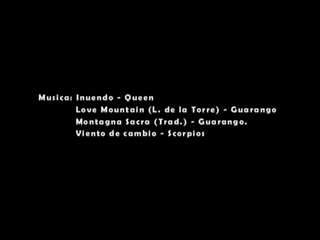 Musica: Inuendo - Queen
Love Mountain (L. de la Torre) - Guarango
Montagna Sacra (Trad.) - Guarango.
Viento de cambio - Scorpios